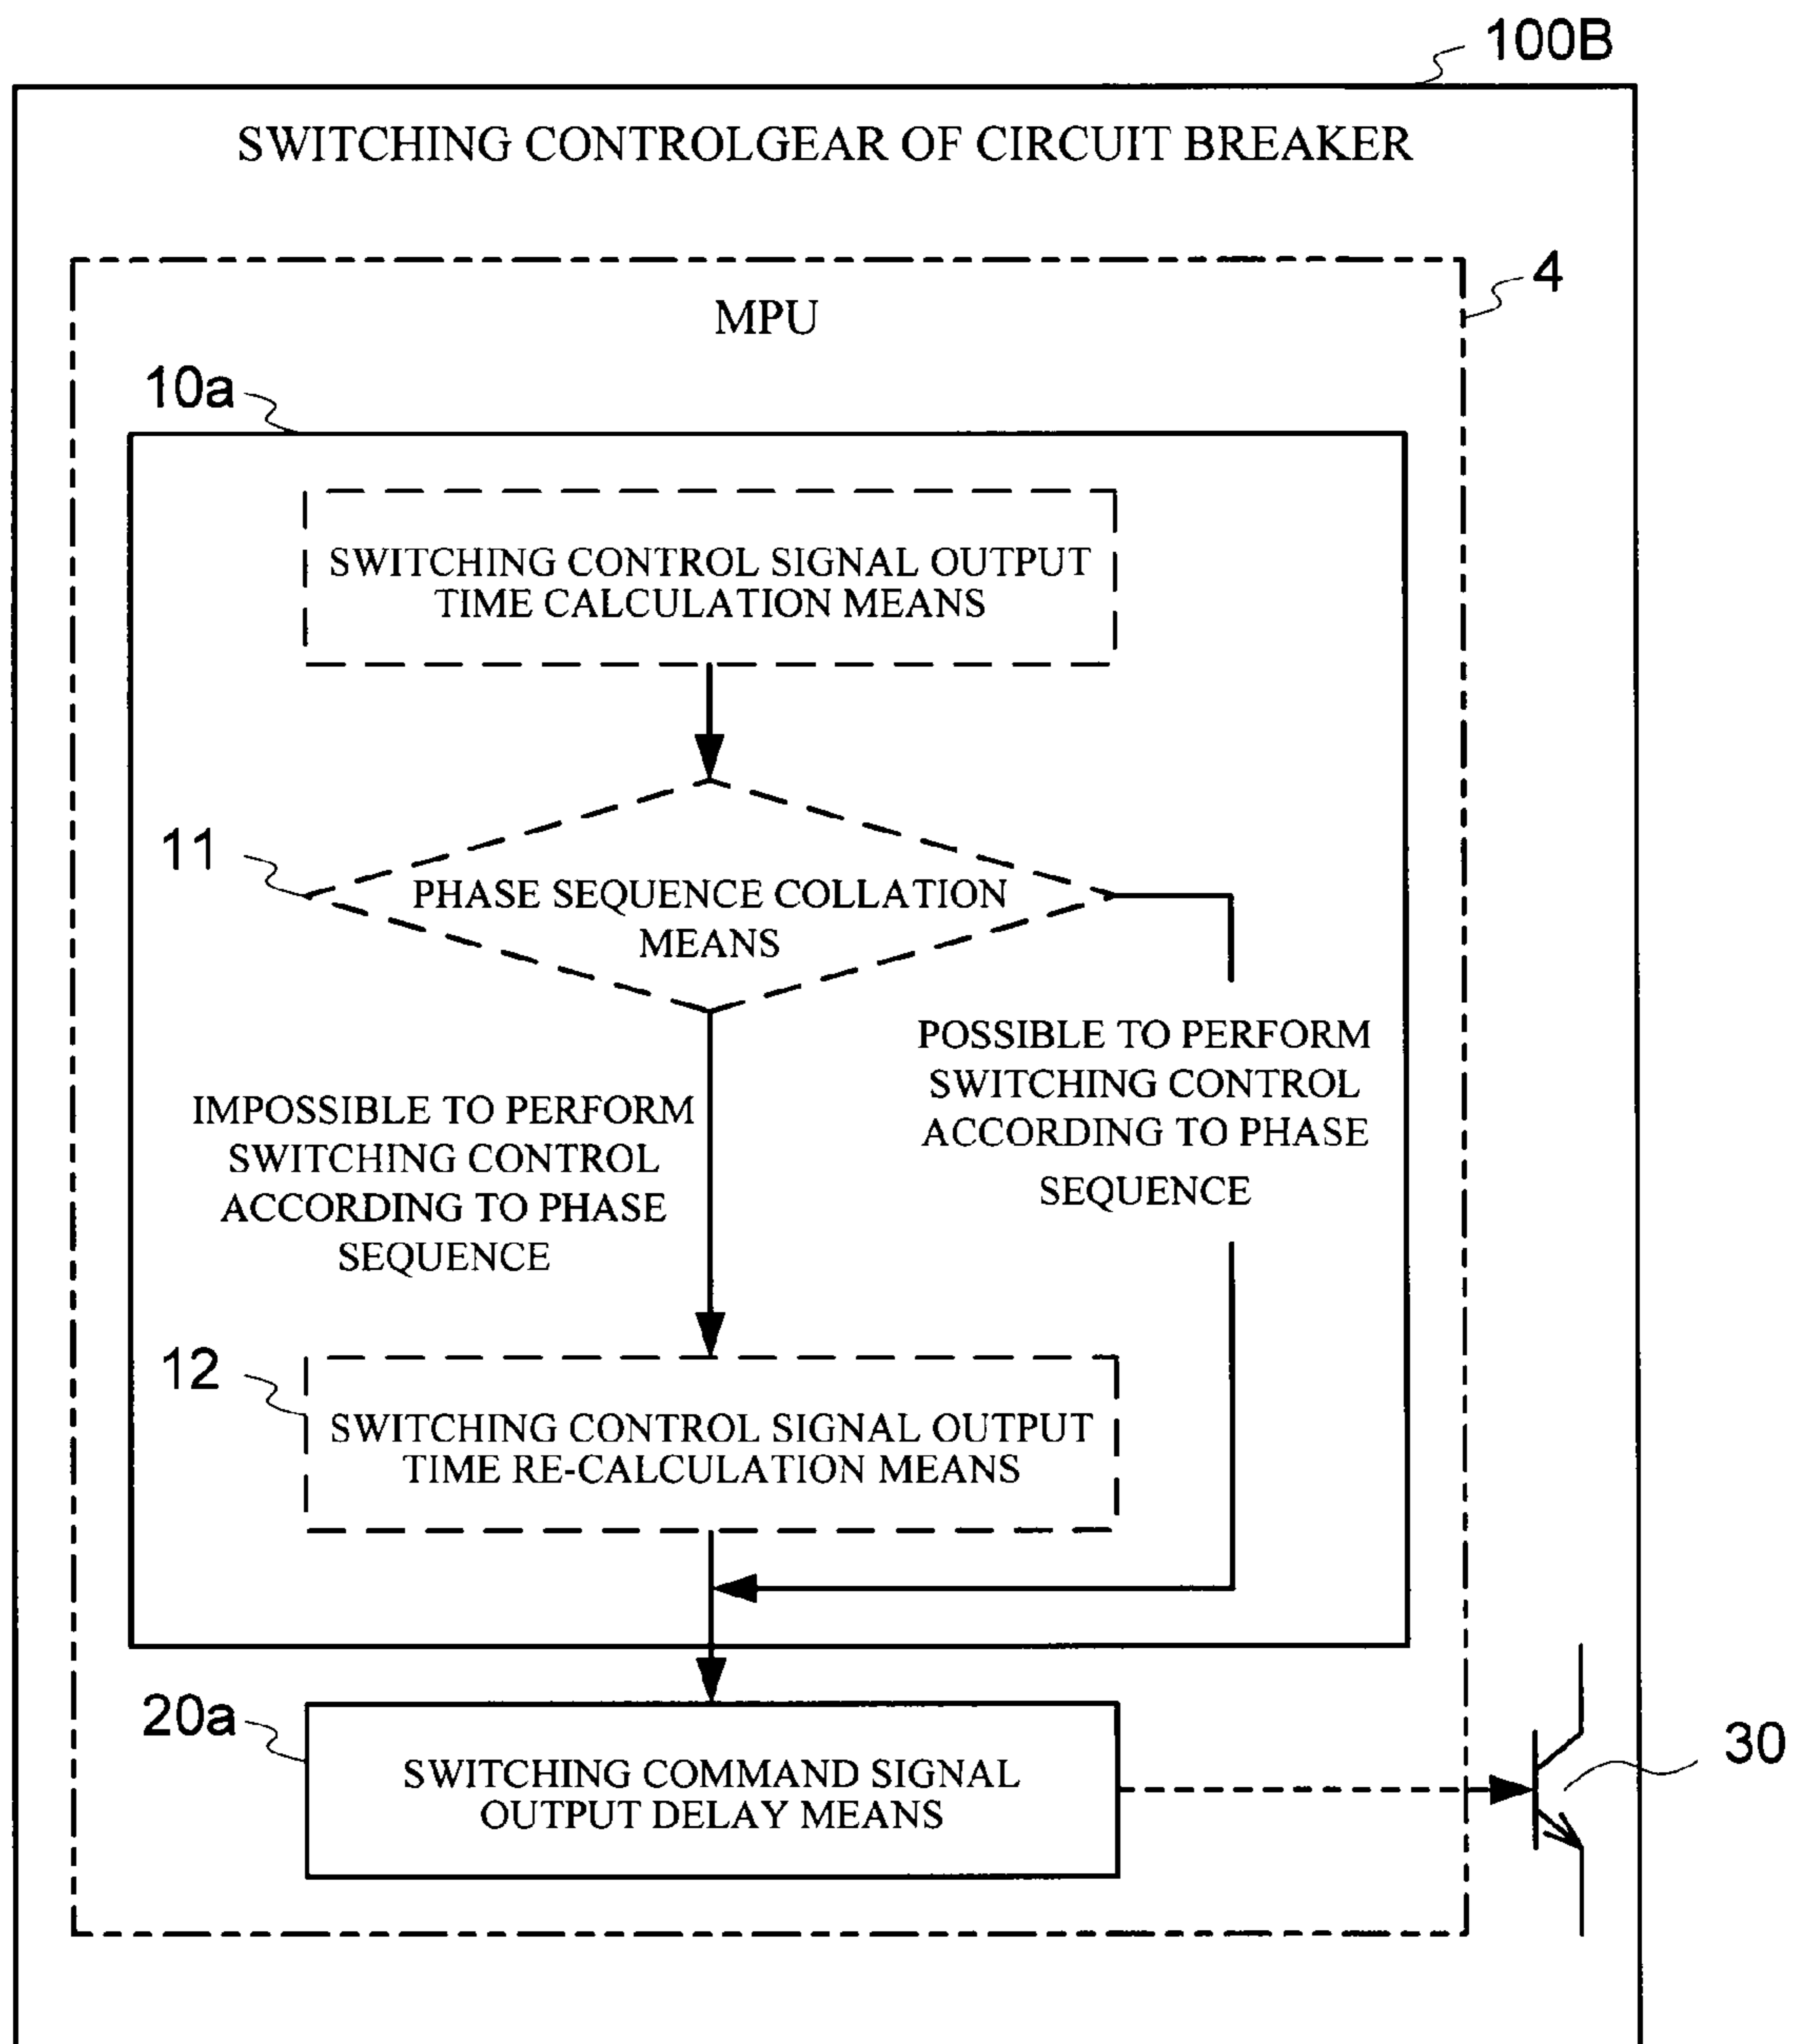 100B
SWITCHING CONTROLGEAR OF CIRCUIT BREAKER
4
MPU
10a
SWITCHING CONTROL SIGNAL OUTPUT
TIME CALCULATION MEANS
11
PHASE SEQUENCE COLLATION
MEANS
POSSIBLE TO PERFORM
SWITCHING CONTROL
ACCORDING TO PHASE
SEQUENCE
IMPOSSIBLE TO PERFORM
SWITCHING CONTROL
ACCORDING TO PHASE
SEQUENCE
12
SWITCHING CONTROL SIGNAL OUTPUT
TIME RE-CALCULATION MEANS
20a
SWITCHING COMMAND SIGNAL
OUTPUT DELAY MEANS
30